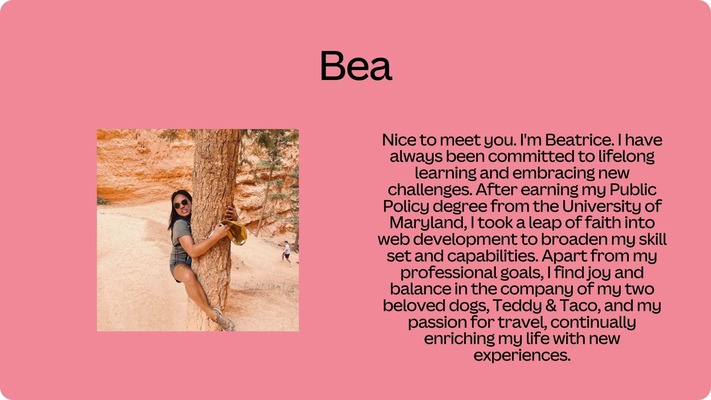 Bea
Nice to meet you. I'm Beatrice. I have
always been committed to lifelong
learning and embracing new
challenges. After earning my Public
Policy degree from the University of
Maryland, I took a leap of faith into
web development to broaden my skill
set and capabilities. Apart from my
professional goals, I find joy and
balance in the company of my two
beloved dogs, Teddy & Taco, and my
passion for travel, continually
enriching my life with new
experiences.